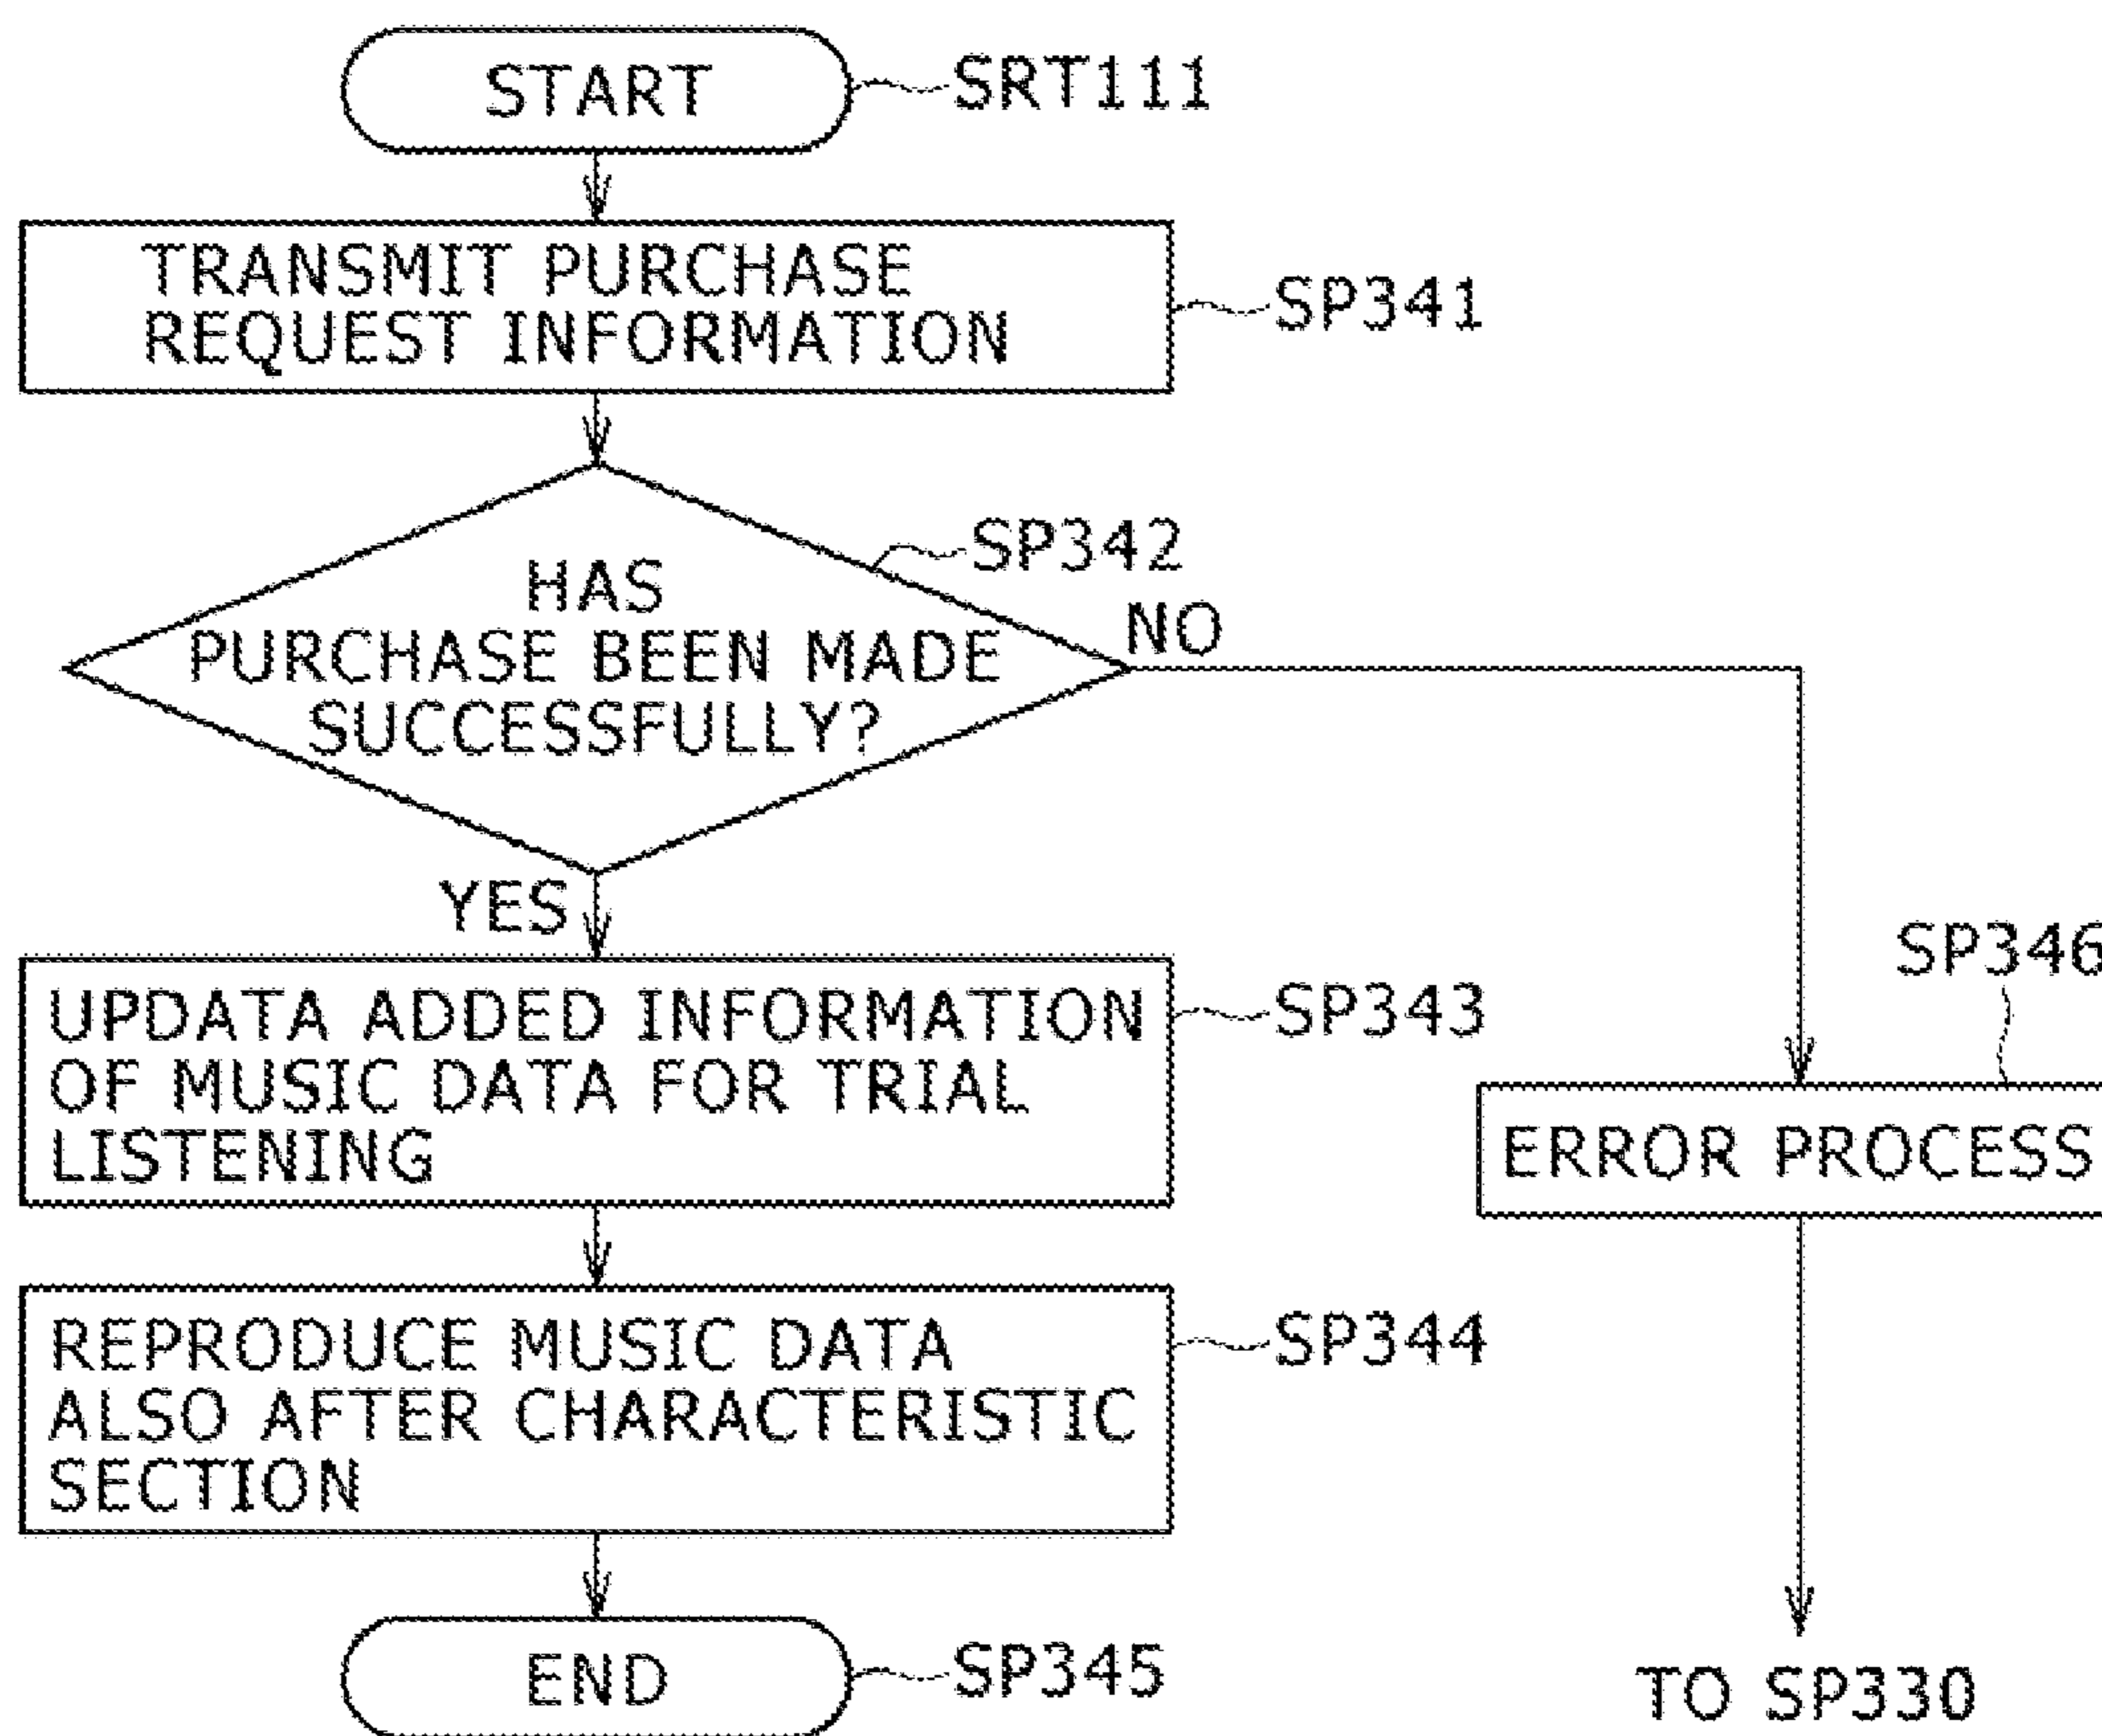 START
SRT111
TRANSMIT PURCHASE
REQUEST INFORMATION
SP341
SP342
HAS
PURCHASE BEEN MADE
SUCCESSFULLY?
NO
YES
SP346
UPDATA ADDED INFORMATION
OF MUSIC DATA FOR TRIAL
LISTENING
SP343
ERROR PROCESS
REPRODUCE MUSIC DATA
ALSO AFTER CHARACTERISTIC
SECTION
SP344
END
SP345
TO SP330